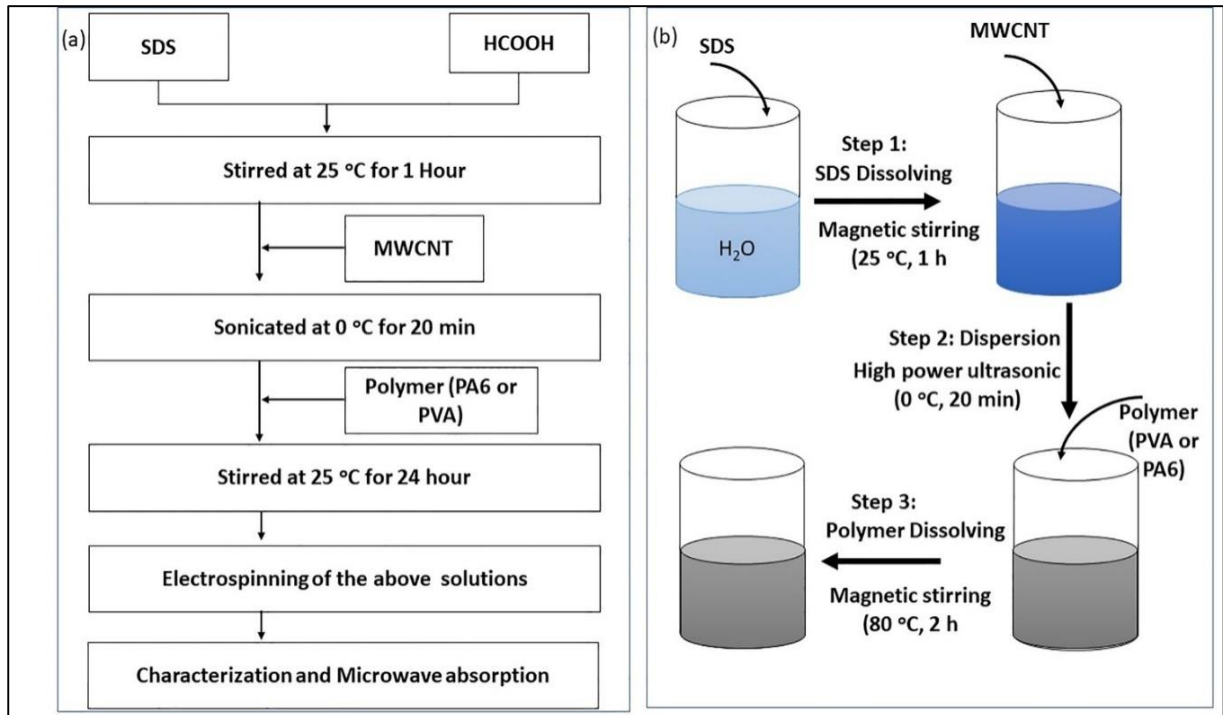 (a)
SDS
HCOOH
Stirred at 25 °C for 1 Hour
MWCNT
Sonicated at 0 °C for 20 min
Polymer (PA6 or
PVA)
Stirred at 25 °C for 24 hour
Electrospinning of the above solutions
Characterization and Microwave absorption
(b)
SDS
MWCNT
Step 1:
SDS Dissolving
Magnetic stirring
(25 °C, 1 h
H₂O
Step 2: Dispersion
High power ultrasonic
(0 °C, 20 min)
Polymer
(PVA or
PA6)
Step 3:
Polymer Dissolving
Magnetic stirring
(80 °C, 2 h